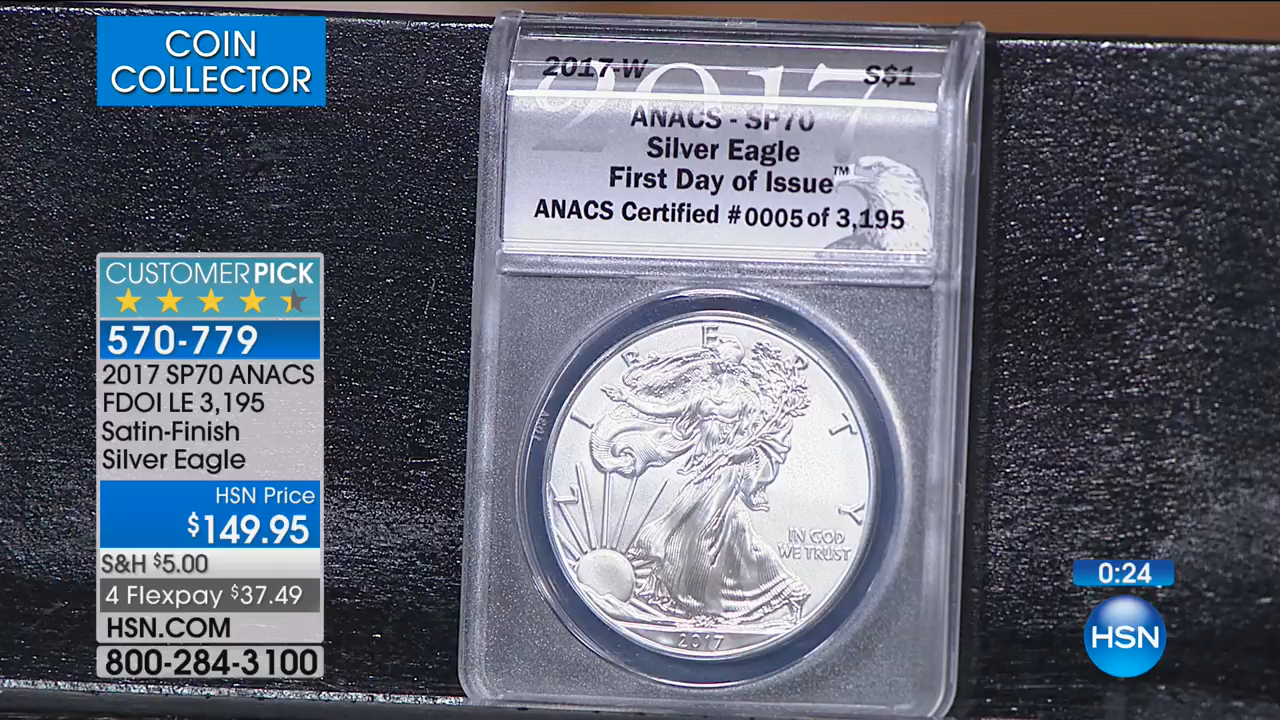 COIN
COLLECTOR
CUSTOMER PICK
570-779
2017 SP70 ANACS
FDOI LE 3,195
Satin-Finish
Silver Eagle
HSN Price
$149.95
S&H $5.00
4 Flexpay $37.49
HSN.COM
800-284-3100
2017-W S$1
2017
ANACS - SP70
Silver Eagle
First Day of Issue™
ANACS Certified #0005 of 3,195
LIBERTY
IN GOD
WE TRUST
2017
0:24
HSN